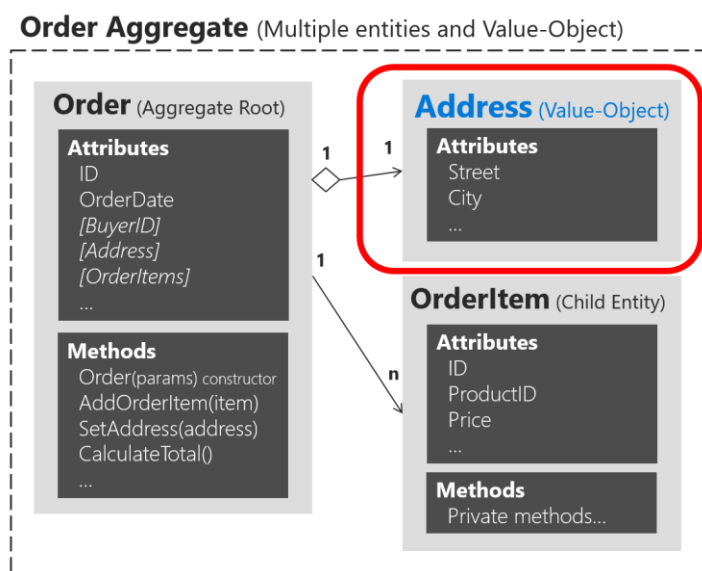 Order Aggregate (Multiple entities and Value-Object)
Order (Aggregate Root)
Attributes
ID
OrderDate
[BuyerID]
[Address]
[OrderItems]
...
Methods
Order(params) constructor
AddOrderItem(item)
SetAddress(address)
CalculateTotal()
...
1
1
1
n
Address (Value-Object)
Attributes
Street
City
...
OrderItem (Child Entity)
Attributes
ID
ProductID
Price
...
Methods
Private methods...